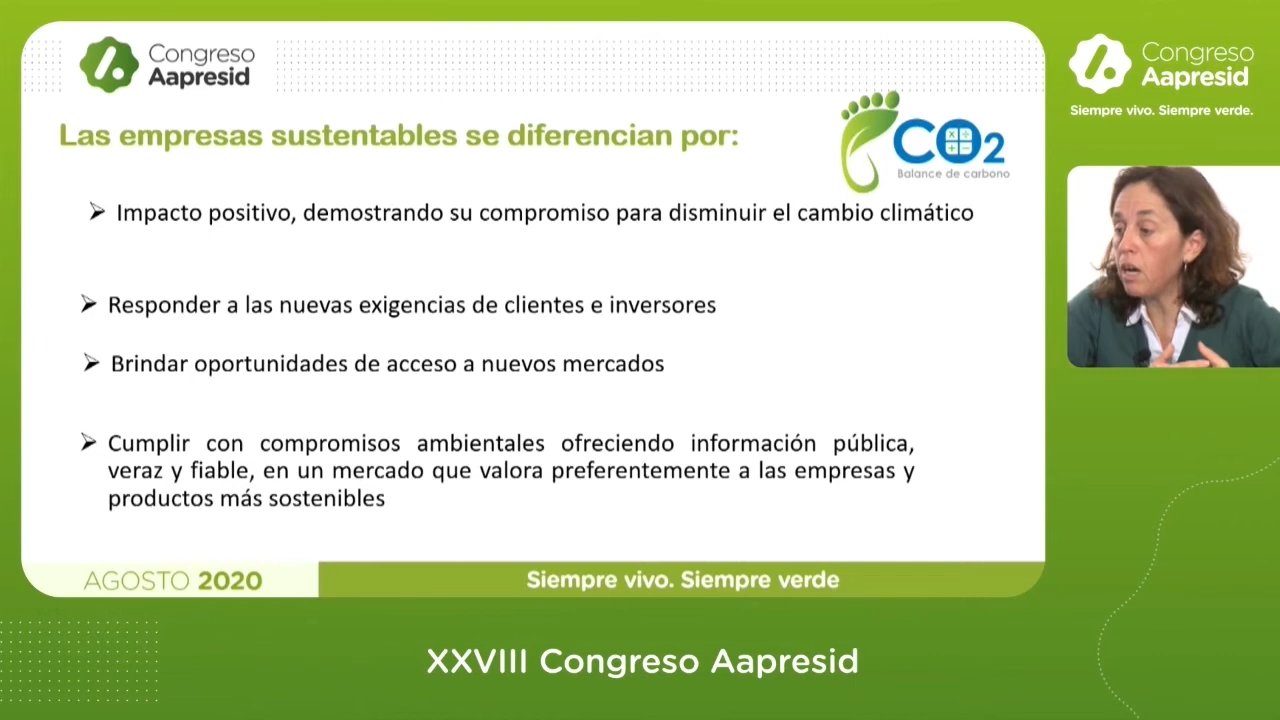 Congreso
Aapresid
Las empresas sustentables se diferencian por:
CO2
Balance de carbono
➢ Impacto positivo, demostrando su compromiso para disminuir el cambio climático
➢ Responder a las nuevas exigencias de clientes e inversores
➢ Brindar oportunidades de acceso a nuevos mercados
➢ Cumplir con compromisos ambientales ofreciendo información pública,
veraz y fiable, en un mercado que valora preferentemente a las empresas y
productos más sostenibles
AGOSTO 2020
Siempre vivo. Siempre verde
Congreso
Aapresid
Siempre vivo. Siempre verde.
XXVIII Congreso Aapresid